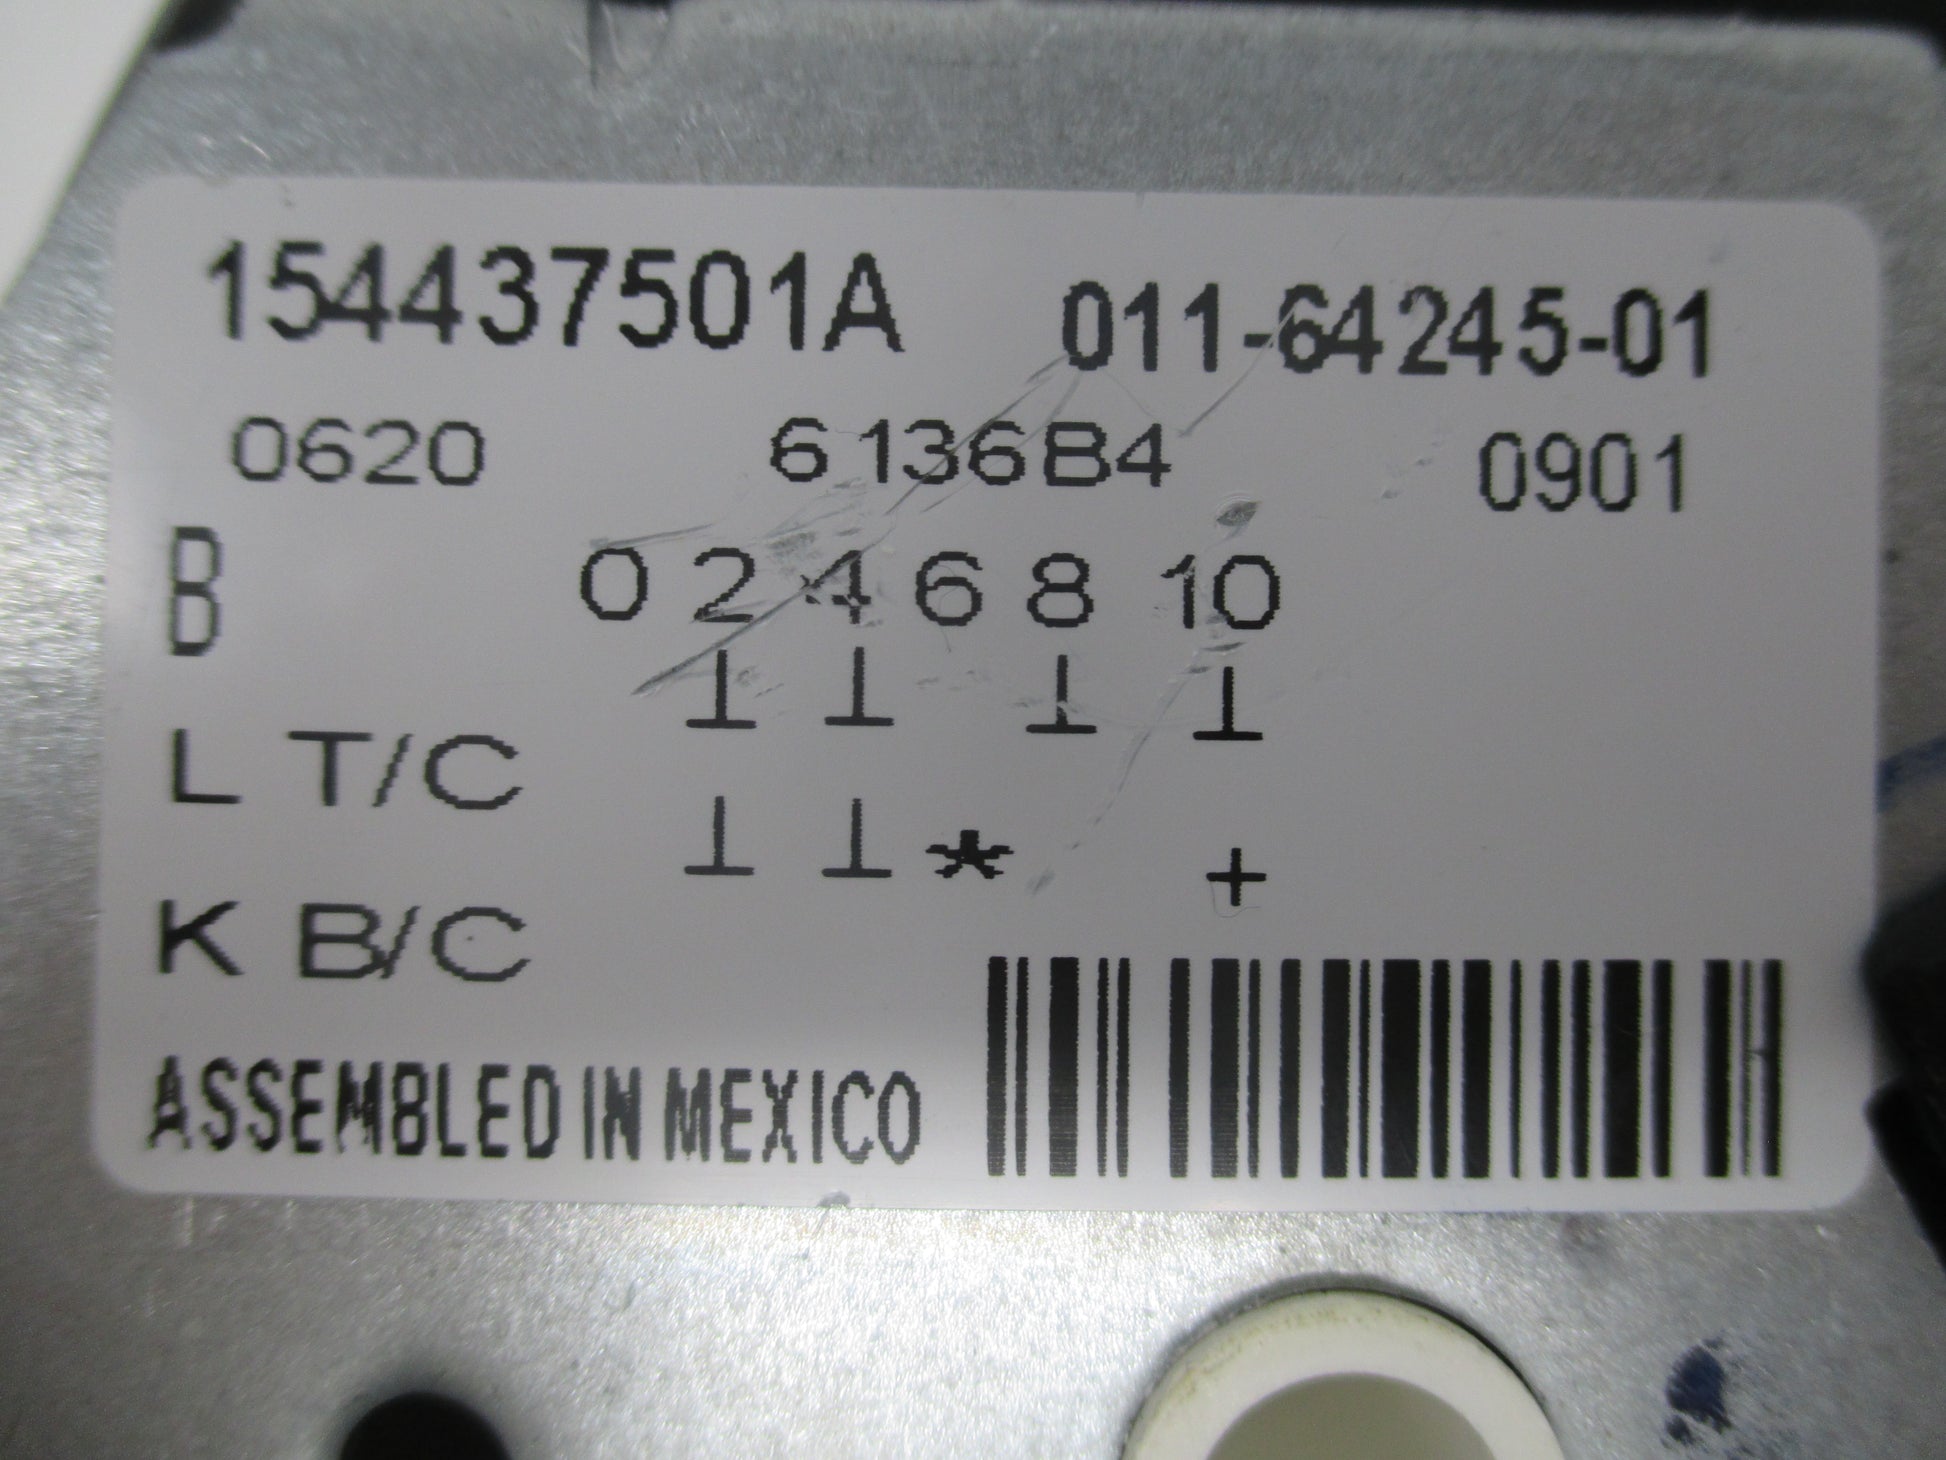 154437501A 011-64245-01
0620 6136B4 0901
B 0 2 4 6 8 10
⊥ ⊥ ⊥ ⊥
L T/C
⊥ ⊥ * +
K B/C
ASSEMBLED IN MEXICO